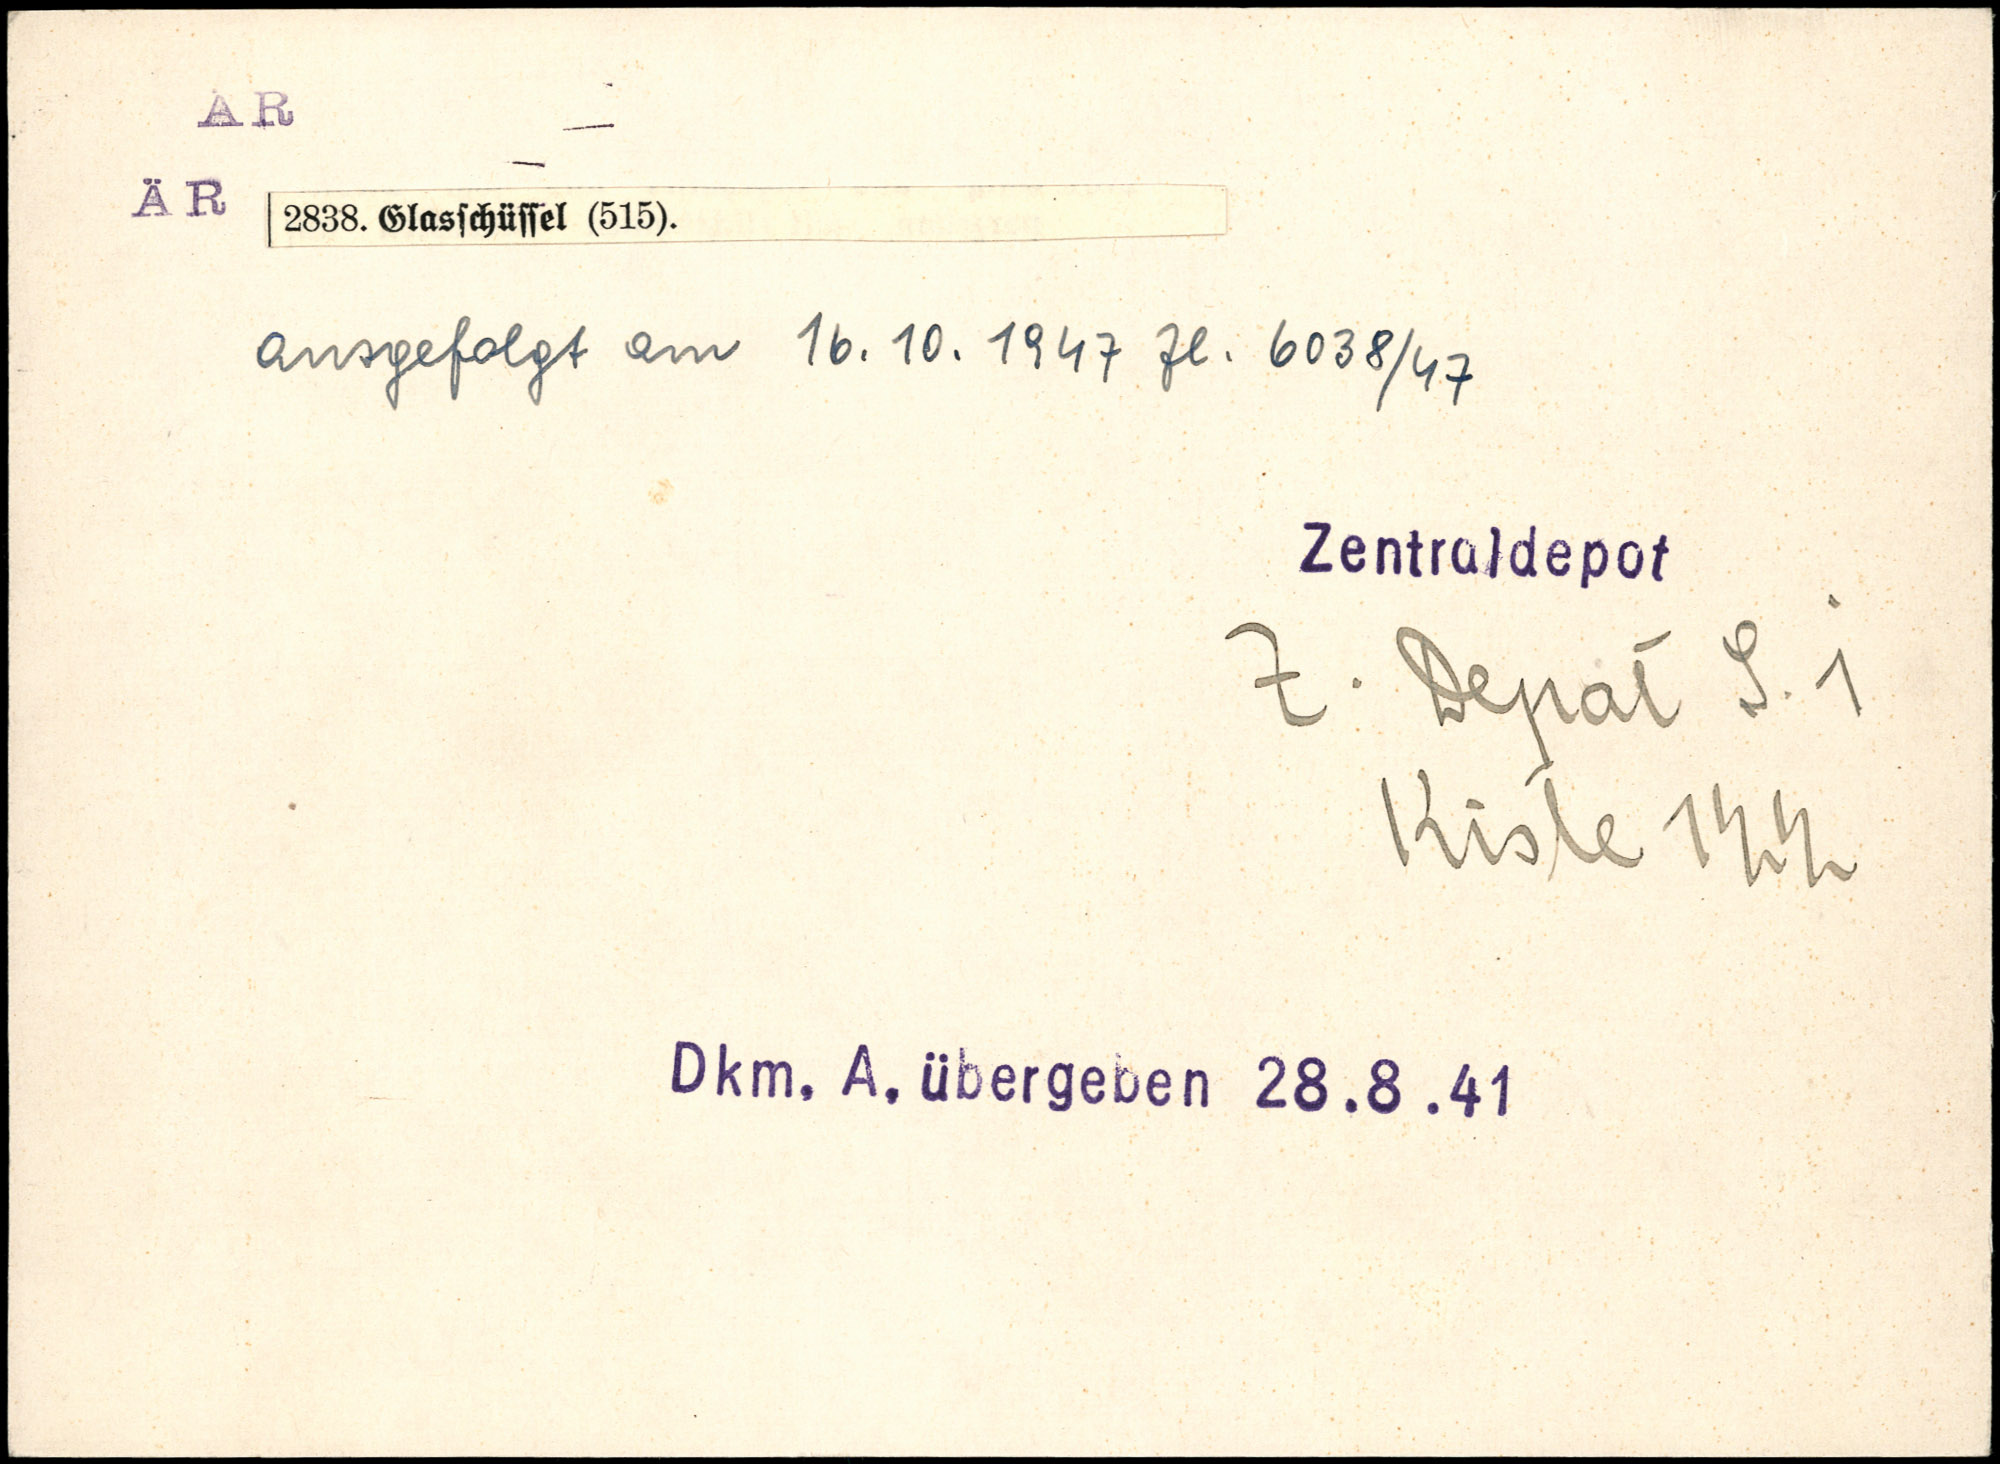 AR
ÄR
2838. Glasſchüſſel (515).
ausgefolgt am 16. 10. 1947 Zl. 6038/47
Zentraldepot
Z. Depot S. 1
Kiste 144
Dkm. A. übergeben 28.8.41